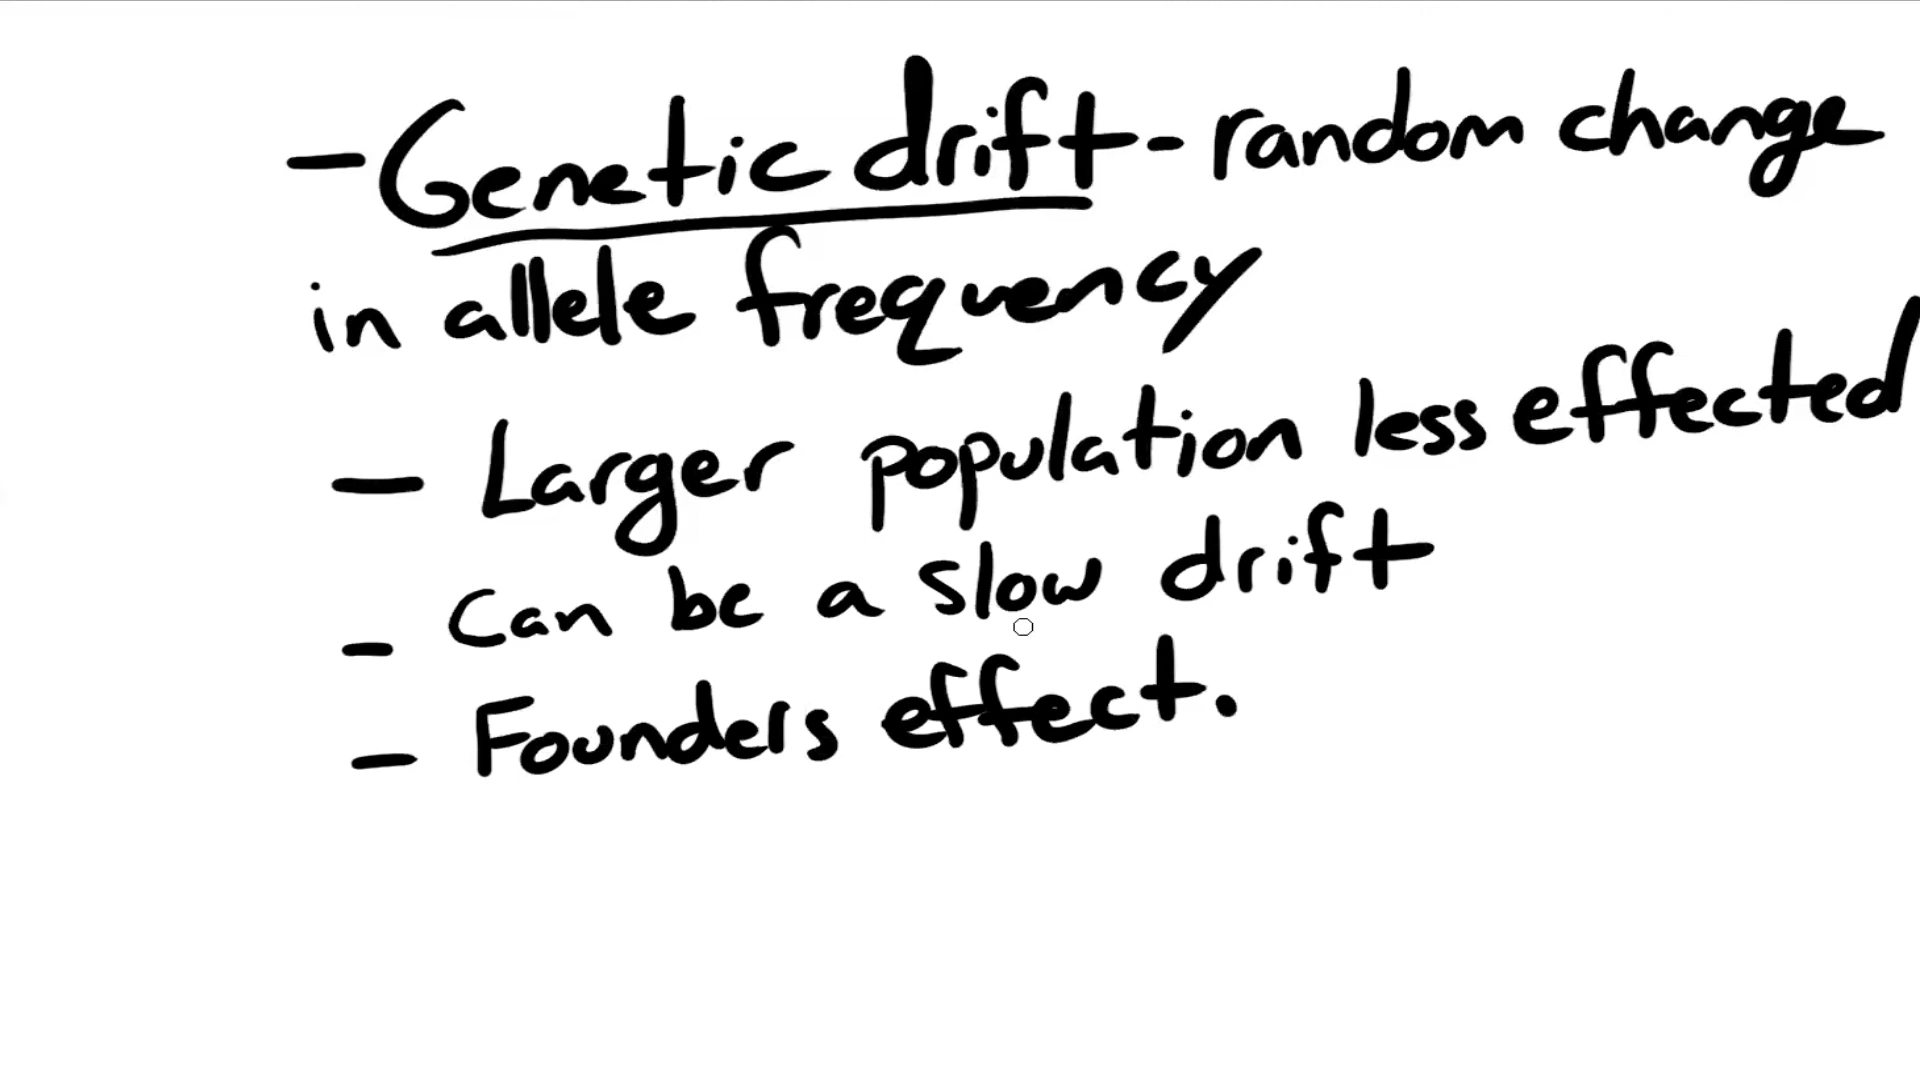 - Genetic drift - random change
in allele frequency
- Larger population less effected
- Can be a slow drift
- Founders effect.